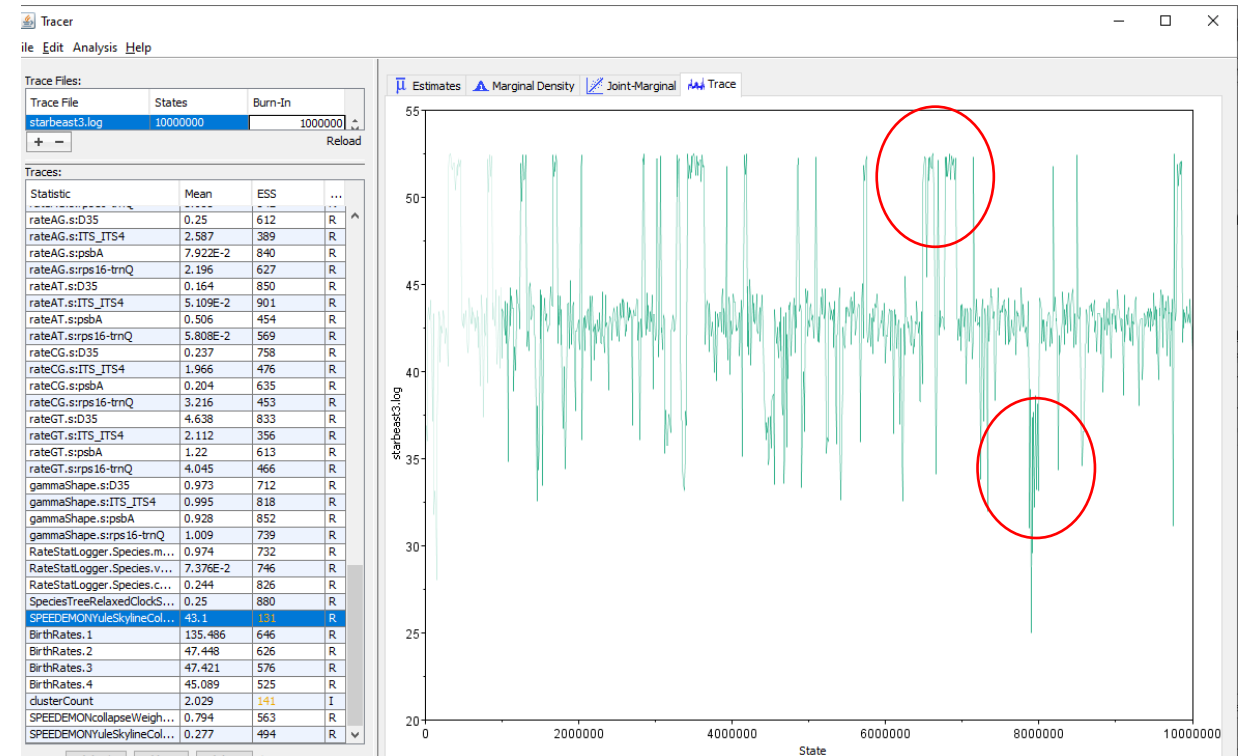 Tracer
ile Edit Analysis Help
Trace Files:
Trace File States Burn-In
starbeast3.log 10000000 1000000
+ − Reload
Traces:
Statistic Mean ESS ...
rateAG.s:D35 0.25 612 R
rateAG.s:ITS_ITS4 2.587 389 R
rateAG.s:psbA 7.922E-2 840 R
rateAG.s:rps16-trnQ 2.196 627 R
rateAT.s:D35 0.164 850 R
rateAT.s:ITS_ITS4 5.109E-2 901 R
rateAT.s:psbA 0.506 454 R
rateAT.s:rps16-trnQ 5.808E-2 569 R
rateCG.s:D35 0.237 758 R
rateCG.s:ITS_ITS4 1.966 476 R
rateCG.s:psbA 0.204 635 R
rateCG.s:rps16-trnQ 3.216 453 R
rateGT.s:D35 4.638 833 R
rateGT.s:ITS_ITS4 2.112 356 R
rateGT.s:psbA 1.22 613 R
rateGT.s:rps16-trnQ 4.045 466 R
gammaShape.s:D35 0.973 712 R
gammaShape.s:ITS_ITS4 0.995 818 R
gammaShape.s:psbA 0.928 852 R
gammaShape.s:rps16-trnQ 1.009 739 R
RateStatLogger.Species.m... 0.974 732 R
RateStatLogger.Species.v... 7.376E-2 746 R
RateStatLogger.Species.c... 0.244 826 R
SpeciesTreeRelaxedClockS... 0.25 880 R
SPEEDEMONYuleSkylineCol... 43.1 131 R
BirthRates.1 135.486 646 R
BirthRates.2 47.448 626 R
BirthRates.3 47.421 576 R
BirthRates.4 45.089 525 R
clusterCount 2.029 141 I
SPEEDEMONcollapseWeigh... 0.794 563 R
SPEEDEMONYuleSkylineCol... 0.277 494 R
μ Estimates Marginal Density Joint-Marginal Trace
55
50
45
40
35
30
25
20
starbeast3.log
0 2000000 4000000 6000000 8000000 10000000
State